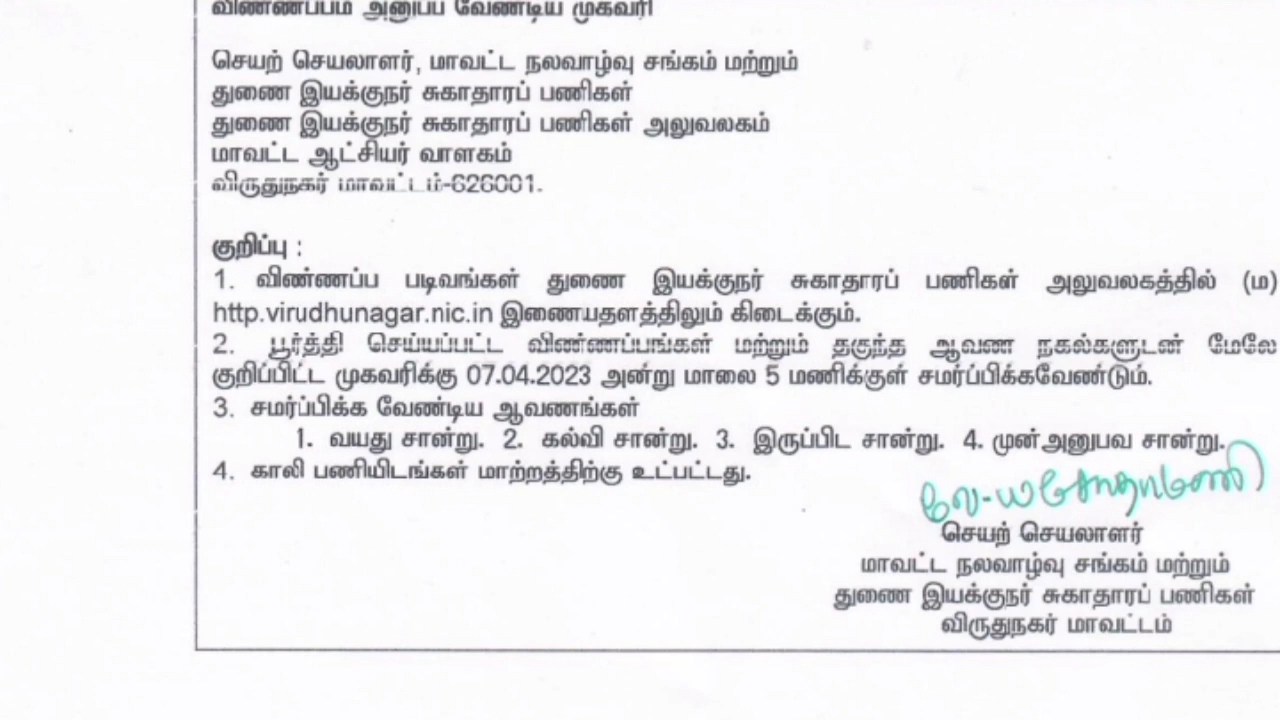 விண்ணப்பம் அனுப்ப வேண்டிய முகவரி
செயற் செயலாளர், மாவட்ட நலவாழ்வு சங்கம் மற்றும்
துணை இயக்குநர் சுகாதாரப் பணிகள்
துணை இயக்குநர் சுகாதாரப் பணிகள் அலுவலகம்
மாவட்ட ஆட்சியர் வாளகம்
விருதுநகர் மாவட்டம்-626001.
குறிப்பு :
1. விண்ணப்ப படிவங்கள் துணை இயக்குநர் சுகாதாரப் பணிகள் அலுவலகத்தில் (ம)
http.virudhunagar.nic.in இணையதளத்திலும் கிடைக்கும்.
2. பூர்த்தி செய்யப்பட்ட விண்ணப்பங்கள் மற்றும் தகுந்த ஆவண நகல்களுடன் மேலே
குறிப்பிட்ட முகவரிக்கு 07.04.2023 அன்று மாலை 5 மணிக்குள் சமர்ப்பிக்கவேண்டும்.
3. சமர்ப்பிக்க வேண்டிய ஆவணங்கள்
1. வயது சான்று. 2. கல்வி சான்று. 3. இருப்பிட சான்று. 4. முன்அனுபவ சான்று.
4. காலி பணியிடங்கள் மாற்றத்திற்கு உட்பட்டது.
யசோதாமணி
செயற் செயலாளர்
மாவட்ட நலவாழ்வு சங்கம் மற்றும்
துணை இயக்குநர் சுகாதாரப் பணிகள்
விருதுநகர் மாவட்டம்